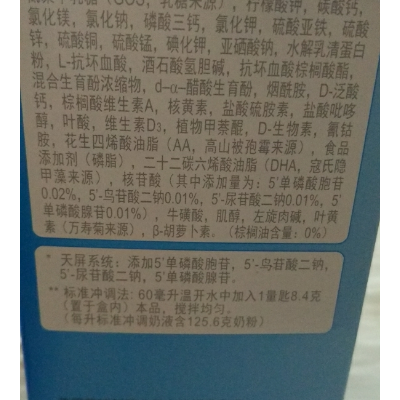 低聚半乳糖（GOS，乳糖来源），柠檬酸钾，碳酸钙，
氯化镁，氯化钠，磷酸三钙，氯化钾，硫酸亚铁，硫酸
锌，硫酸铜，硫酸锰，碘化钾，亚硒酸钠，水解乳清蛋白
粉，L-抗坏血酸，酒石酸氢胆碱，抗坏血酸棕榈酸酯，
混合生育酚浓缩物，d-α-醋酸生育酚，烟酰胺，D-泛酸
钙，棕榈酸维生素A，核黄素，盐酸硫胺素，盐酸吡哆
醇，叶酸，维生素D₃，植物甲萘醌，D-生物素，氰钴
胺，花生四烯酸油脂（AA，高山被孢霉来源），食品
添加剂（磷脂），二十二碳六烯酸油脂（DHA，寇氏隐
甲藻来源），核苷酸（其中添加量为：5'单磷酸胞苷
0.02%，5'-鸟苷酸二钠0.01%，5'-尿苷酸二钠0.01%，5'
单磷酸腺苷0.01%），牛磺酸，肌醇，左旋肉碱，叶黄
素（万寿菊来源），β-胡萝卜素。（棕榈油含量：0%）
* 天屏系统：添加5'单磷酸胞苷，5'-鸟苷酸二钠，
5'-尿苷酸二钠，5'单磷酸腺苷。
** 标准冲调法：60毫升温开水中加入1量匙8.4克
（置于盒内）本品，搅拌均匀。
（每升标准冲调奶液含125.6克奶粉）